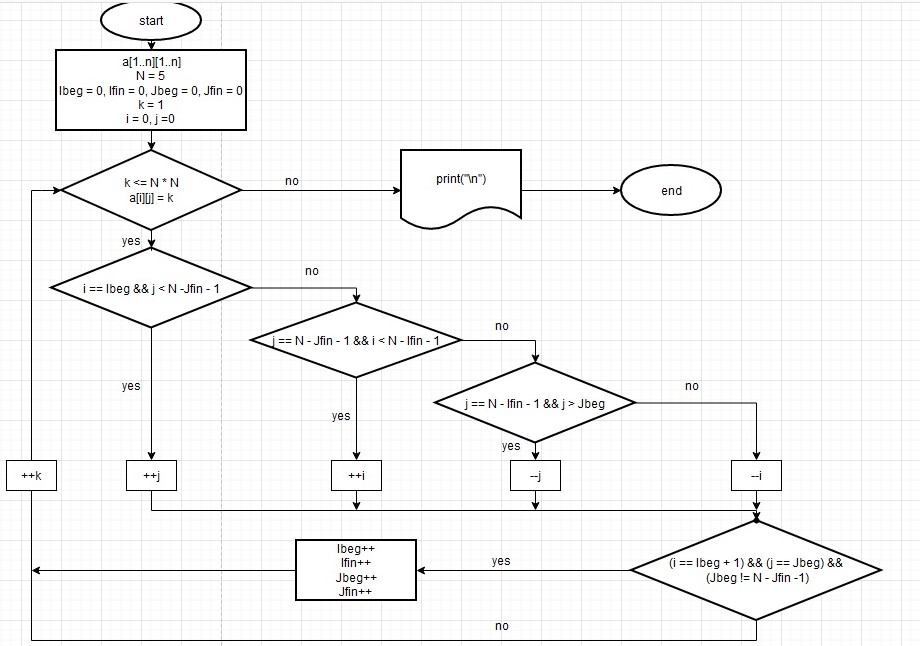 start
a[1..n][1..n]
N = 5
Ibeg = 0, Ifin = 0, Jbeg = 0, Jfin = 0
k = 1
i = 0, j =0
k <= N * N
a[i][j] = k
no
print("\n")
end
yes
i == Ibeg && j < N -Jfin - 1
no
j == N - Jfin - 1 && i < N - Ifin - 1
no
j == N - Ifin - 1 && j > Jbeg
no
yes
yes
yes
++k
++j
++i
--j
--i
(i == Ibeg + 1) && (j == Jbeg) &&
(Jbeg != N - Jfin -1)
yes
Ibeg++
Ifin++
Jbeg++
Jfin++
no